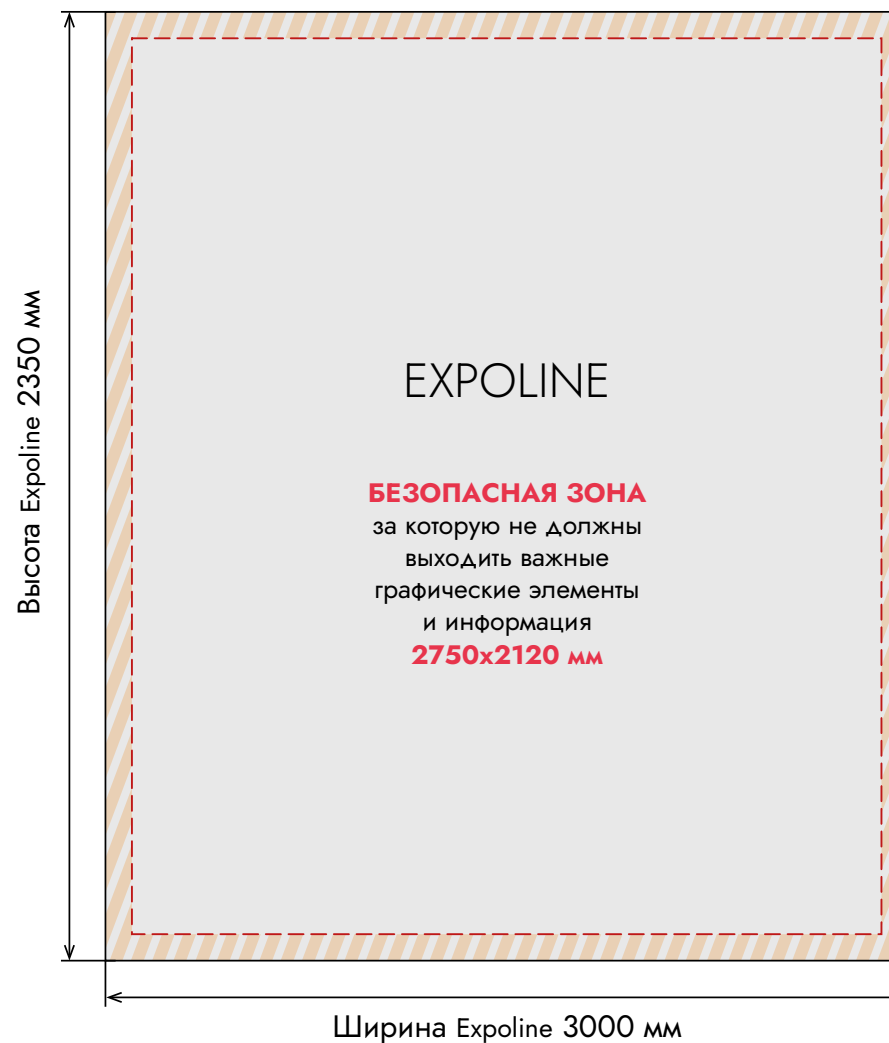 Высота Expoline 2350 мм
EXPOLINE
БЕЗОПАСНАЯ ЗОНА
за которую не должны
выходить важные
графические элементы
и информация
2750x2120 мм
Ширина Expoline 3000 мм